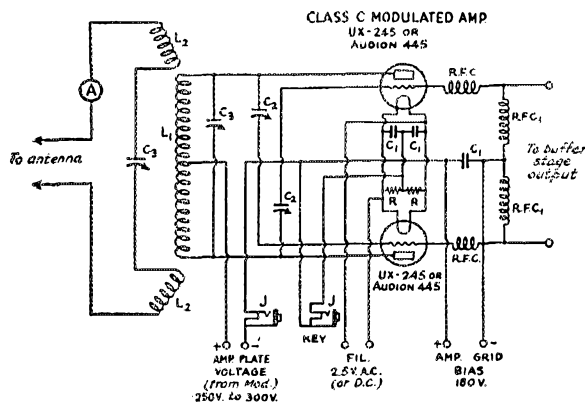 CLASS C MODULATED AMP.
UX-245 OR
AUDION 445
L2
R.F.C
A
C3
C2
L1
R.F.C1
To antenna
C3
C1
C1
C1
To buffer
stage
output
C2
R
R
R.F.C1
L2
R.F.C.
UX-245 OR
AUDION 445
J
J
KEY
+
-
+
-
AMP. PLATE
VOLTAGE
(from Mod.)
250V. to 300V.
FIL.
2.5V. A.C.
(or D.C.)
AMP. GRID
BIAS
180V.